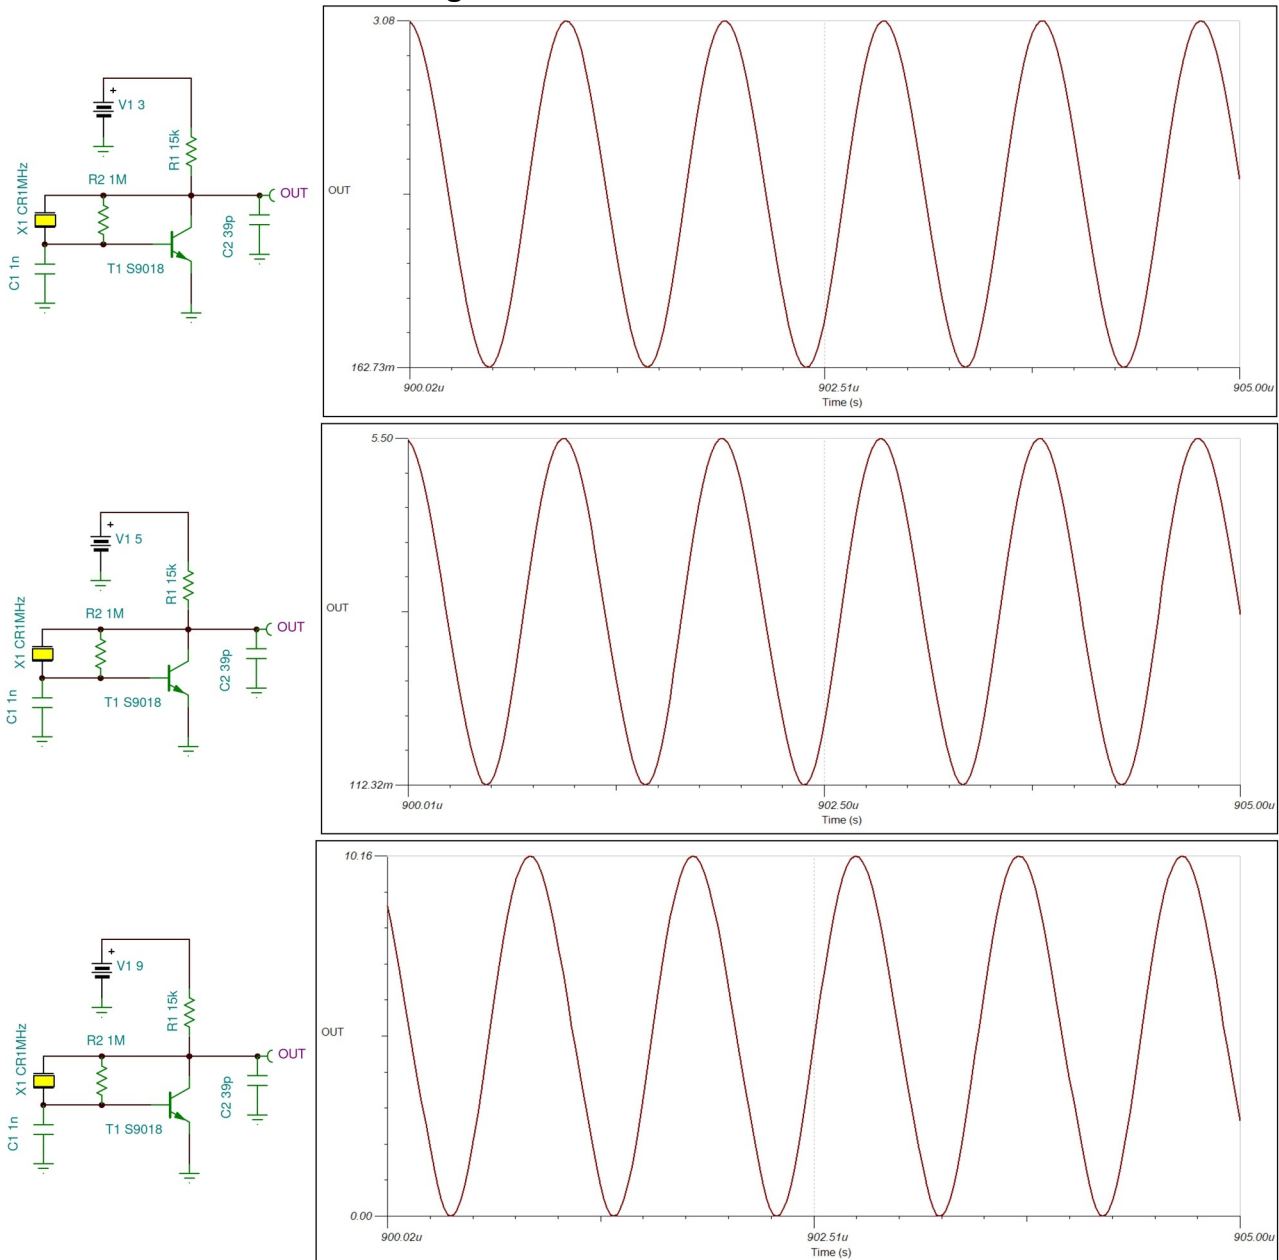 3.08
OUT
162.73m
900.02u
902.51u
905.00u
Time (s)
V1 3
R1 15k
R2 1M
X1 CR1MHz
OUT
C2 39p
T1 S9018
C1 1n
5.50
OUT
112.32m
900.01u
902.50u
905.00u
Time (s)
V1 5
R1 15k
R2 1M
X1 CR1MHz
OUT
C2 39p
T1 S9018
C1 1n
10.16
OUT
0.00
900.02u
902.51u
905.00u
Time (s)
V1 9
R1 15k
R2 1M
X1 CR1MHz
OUT
C2 39p
T1 S9018
C1 1n